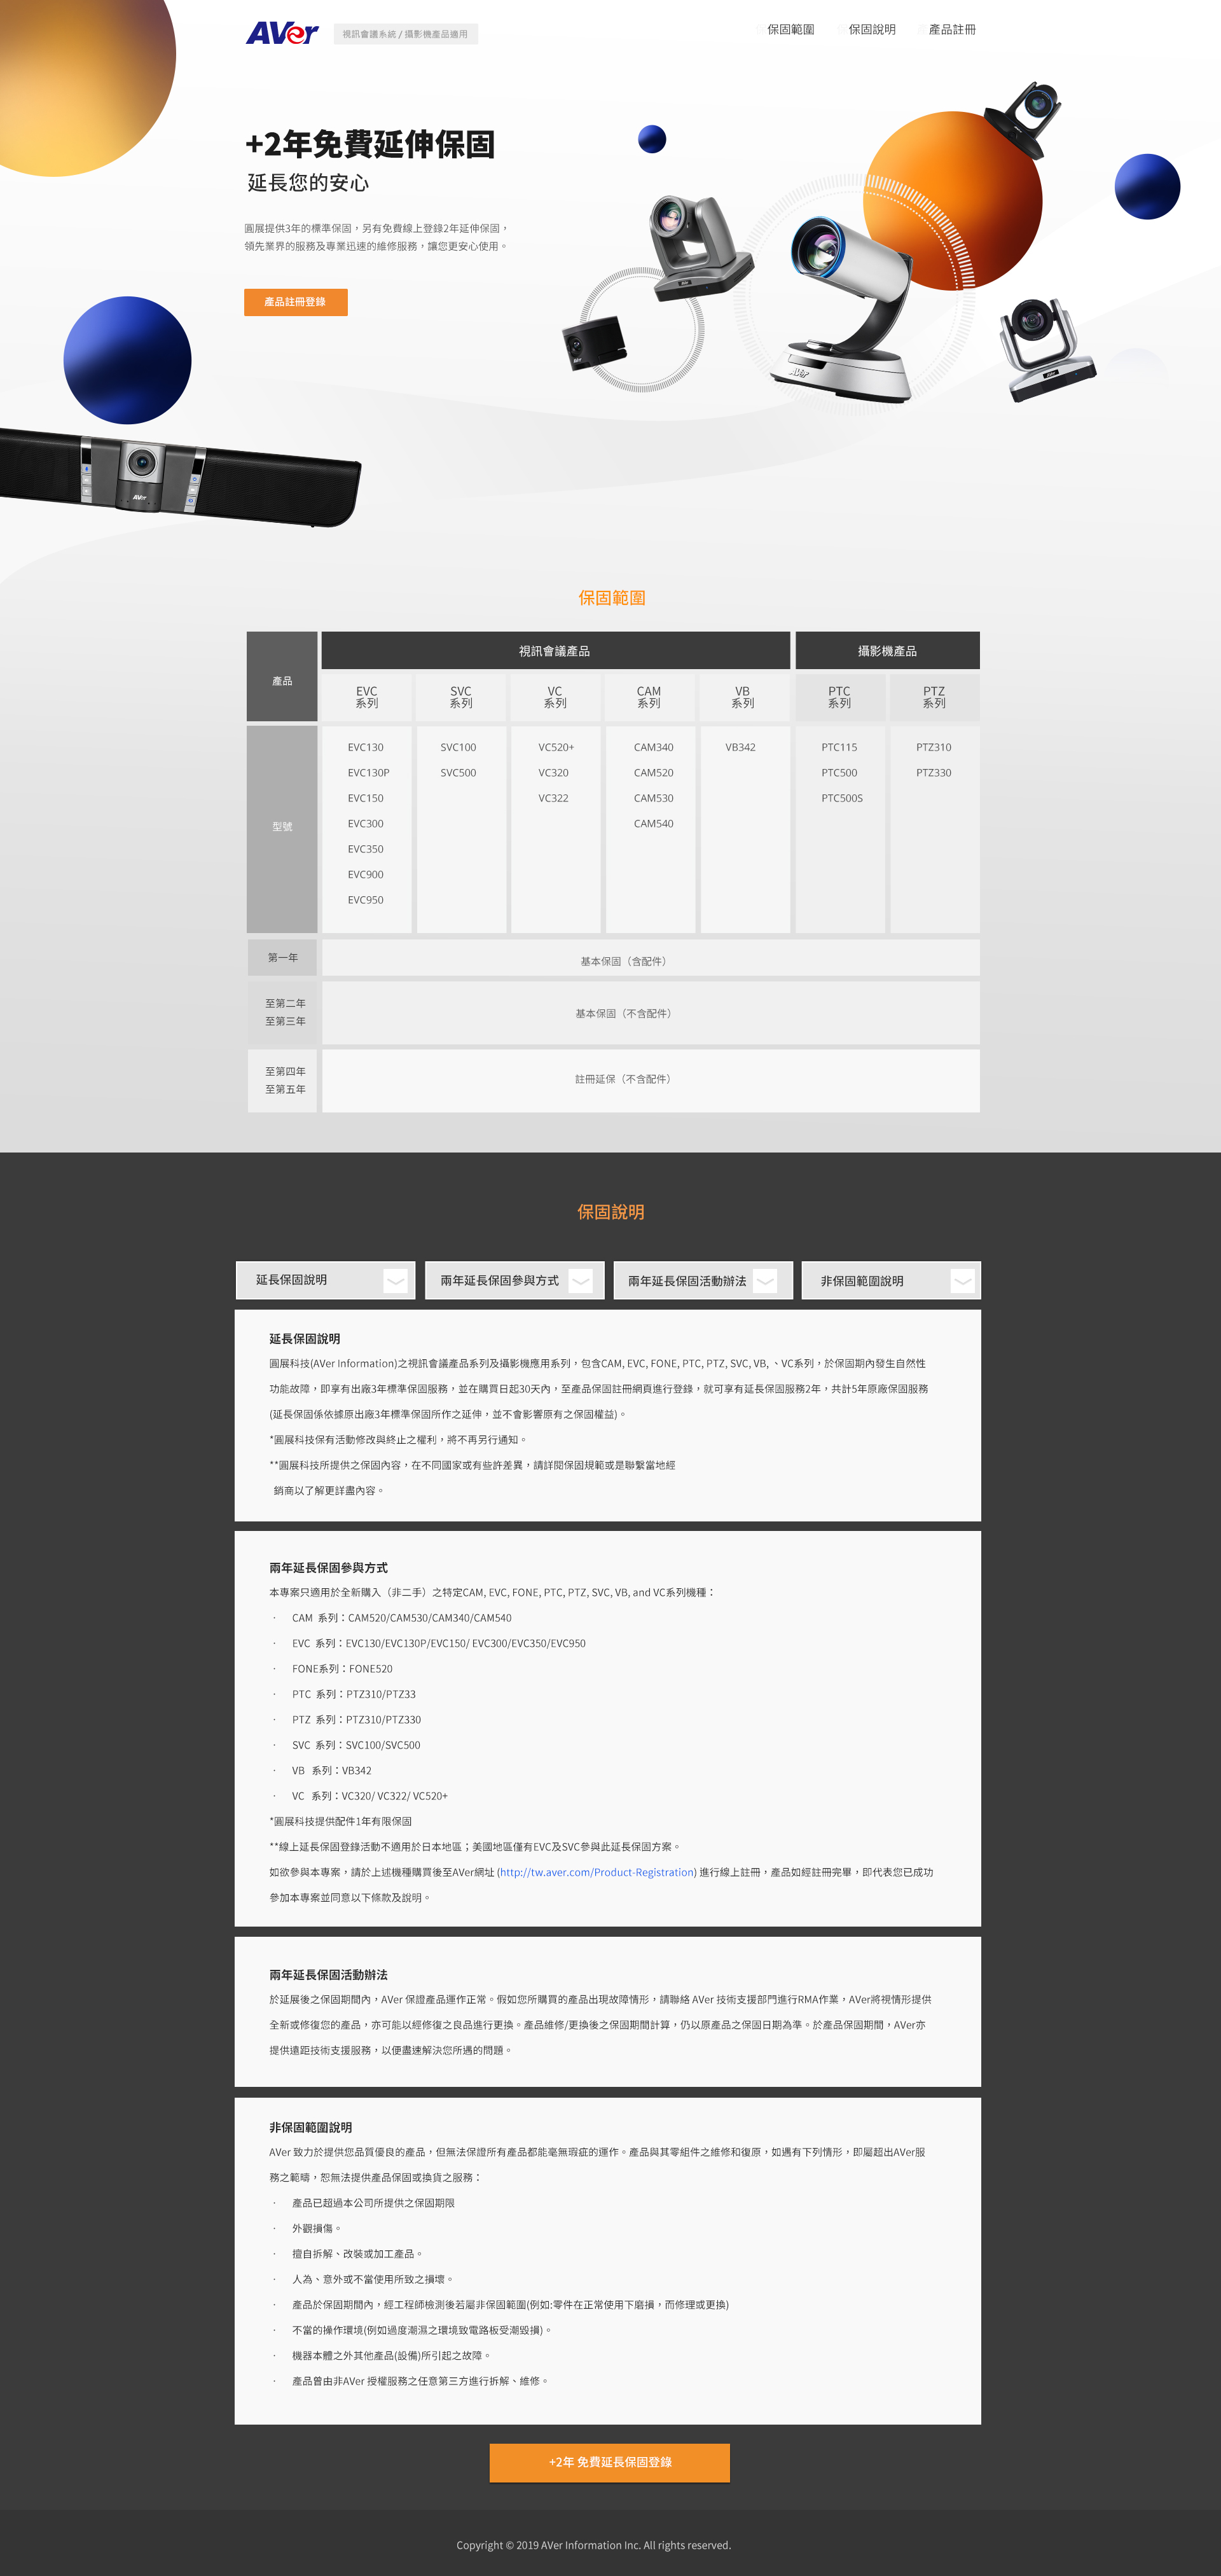 AVer
視訊會議系統 / 攝影機產品適用
保固範圍
保固說明
產品註冊
+2年免費延伸保固
延長您的安心
圓展提供3年的標準保固，另有免費線上登錄2年延伸保固，
領先業界的服務及專業迅速的維修服務，讓您更安心使用。
產品註冊登錄
AVer
AVer
AVer
AVer
保固範圍
產品
視訊會議產品
攝影機產品
EVC
系列
SVC
系列
VC
系列
CAM
系列
VB
系列
PTC
系列
PTZ
系列
型號
EVC130
EVC130P
EVC150
EVC300
EVC350
EVC900
EVC950
SVC100
SVC500
VC520+
VC320
VC322
CAM340
CAM520
CAM530
CAM540
VB342
PTC115
PTC500
PTC500S
PTZ310
PTZ330
第一年
基本保固（含配件）
至第二年
至第三年
基本保固（不含配件）
至第四年
至第五年
註冊延保（不含配件）
保固說明
延長保固說明
兩年延長保固參與方式
兩年延長保固活動辦法
非保固範圍說明
延長保固說明
圓展科技(AVer Information)之視訊會議產品系列及攝影機應用系列，包含CAM, EVC, FONE, PTC, PTZ, SVC, VB, 、VC系列，於保固期內發生自然性
功能故障，即享有出廠3年標準保固服務，並在購買日起30天內，至產品保固註冊網頁進行登錄，就可享有延長保固服務2年，共計5年原廠保固服務
(延長保固係依據原出廠3年標準保固所作之延伸，並不會影響原有之保固權益)。
*圓展科技保有活動修改與終止之權利，將不再另行通知。
**圓展科技所提供之保固內容，在不同國家或有些許差異，請詳閱保固規範或是聯繫當地經
銷商以了解更詳盡內容。
兩年延長保固參與方式
本專案只適用於全新購入（非二手）之特定CAM, EVC, FONE, PTC, PTZ, SVC, VB, and VC系列機種：
· CAM 系列：CAM520/CAM530/CAM340/CAM540
· EVC 系列：EVC130/EVC130P/EVC150/ EVC300/EVC350/EVC950
· FONE系列：FONE520
· PTC 系列：PTZ310/PTZ33
· PTZ 系列：PTZ310/PTZ330
· SVC 系列：SVC100/SVC500
· VB 系列：VB342
· VC 系列：VC320/ VC322/ VC520+
*圓展科技提供配件1年有限保固
**線上延長保固登錄活動不適用於日本地區；美國地區僅有EVC及SVC參與此延長保固方案。
如欲參與本專案，請於上述機種購買後至AVer網址 (http://tw.aver.com/Product-Registration) 進行線上註冊，產品如經註冊完畢，即代表您已成功
參加本專案並同意以下條款及說明。
兩年延長保固活動辦法
於延展後之保固期間內，AVer 保證產品運作正常。假如您所購買的產品出現故障情形，請聯絡 AVer 技術支援部門進行RMA作業，AVer將視情形提供
全新或修復您的產品，亦可能以經修復之良品進行更換。產品維修/更換後之保固期間計算，仍以原產品之保固日期為準。於產品保固期間，AVer亦
提供遠距技術支援服務，以便盡速解決您所遇的問題。
非保固範圍說明
AVer 致力於提供您品質優良的產品，但無法保證所有產品都能毫無瑕疵的運作。產品與其零組件之維修和復原，如遇有下列情形，即屬超出AVer服
務之範疇，恕無法提供產品保固或換貨之服務：
· 產品已超過本公司所提供之保固期限
· 外觀損傷。
· 擅自拆解、改裝或加工產品。
· 人為、意外或不當使用所致之損壞。
· 產品於保固期間內，經工程師檢測後若屬非保固範圍(例如:零件在正常使用下磨損，而修理或更換)
· 不當的操作環境(例如過度潮濕之環境致電路板受潮毀損)。
· 機器本體之外其他產品(設備)所引起之故障。
· 產品曾由非AVer 授權服務之任意第三方進行拆解、維修。
+2年 免費延長保固登錄
Copyright © 2019 AVer Information Inc. All rights reserved.